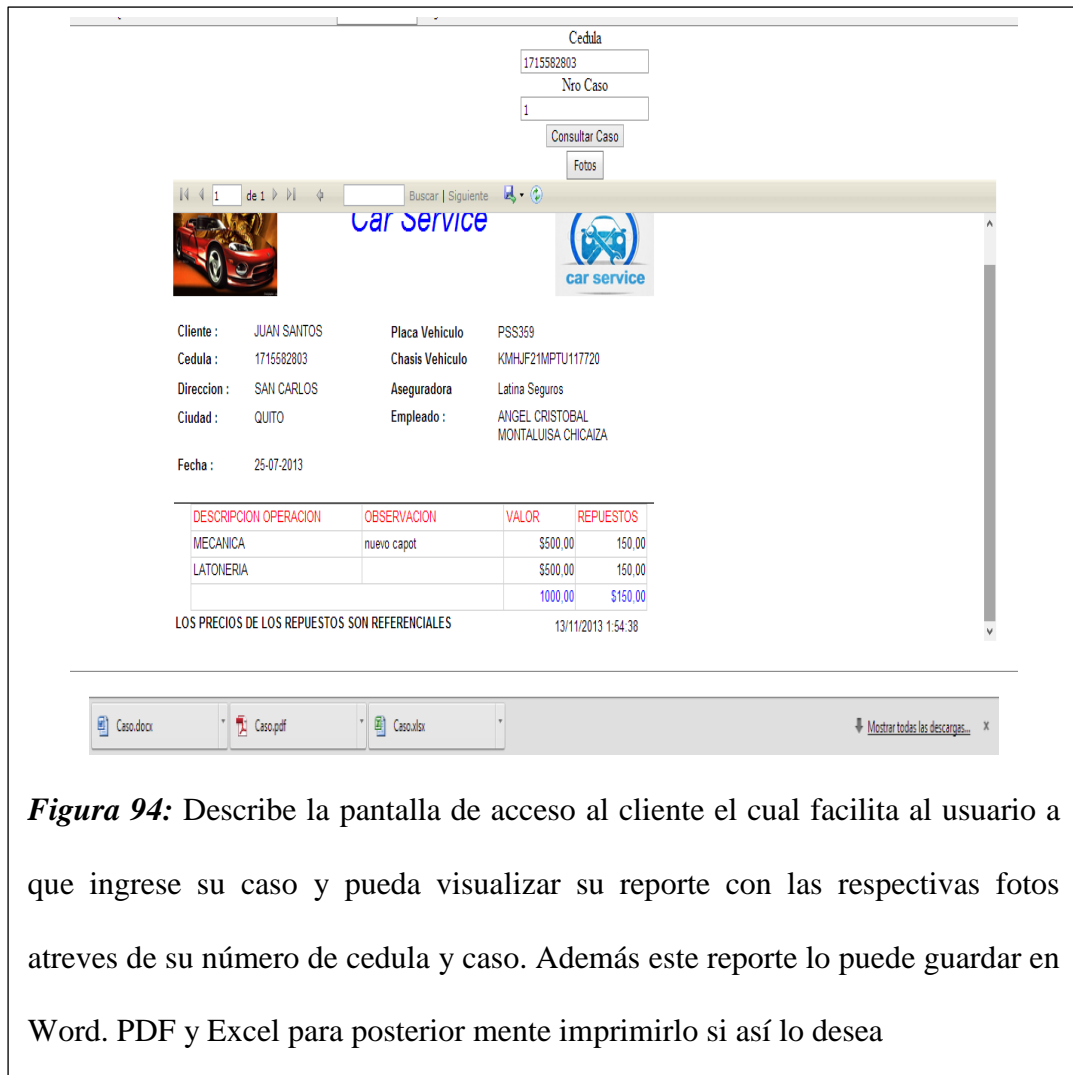 Cedula
1715582803
Nro Caso
1
Consultar Caso
Fotos
1 de 1 Buscar | Siguiente
Car Service
car service
Cliente : JUAN SANTOS Placa Vehiculo PSS359
Cedula : 1715582803 Chasis Vehiculo KMHJF21MPTU117720
Direccion : SAN CARLOS Aseguradora Latina Seguros
Ciudad : QUITO Empleado : ANGEL CRISTOBAL
MONTALUISA CHICAIZA
Fecha : 25-07-2013
DESCRIPCION OPERACION OBSERVACION VALOR REPUESTOS
MECANICA nuevo capot $500,00 150,00
LATONERIA $500,00 150,00
1000,00 $150,00
LOS PRECIOS DE LOS REPUESTOS SON REFERENCIALES 13/11/2013 1:54:38
Caso.docx Caso.pdf Caso.xlsx Mostrar todas las descargas... x
Figura 94: Describe la pantalla de acceso al cliente el cual facilita al usuario a
que ingrese su caso y pueda visualizar su reporte con las respectivas fotos
atreves de su número de cedula y caso. Además este reporte lo puede guardar en
Word. PDF y Excel para posterior mente imprimirlo si así lo desea